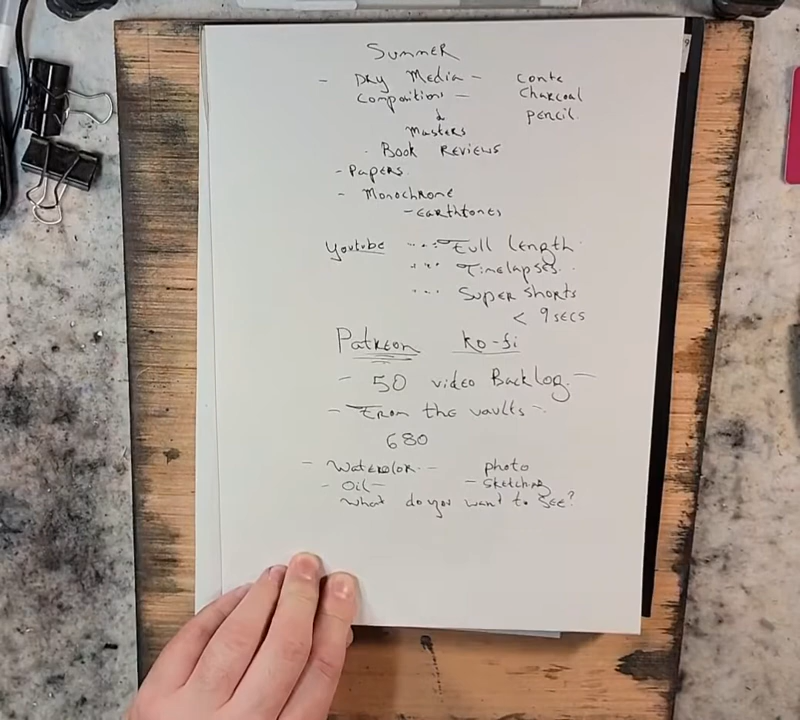 Summer
- Dry Media - conte
Compositions - Charcoal
& pencil.
masters
. Book Reviews
- Papers.
- Monochrome
- earthtones
Youtube ... Full length
... Timelapses.
... Super shorts
< 9 secs
Patreon Ko-fi
- 50 video Backlog. -
- From the vaults -.
680
- Watercolor. - photo
- Oil - - sketching
What do you want to see?
9